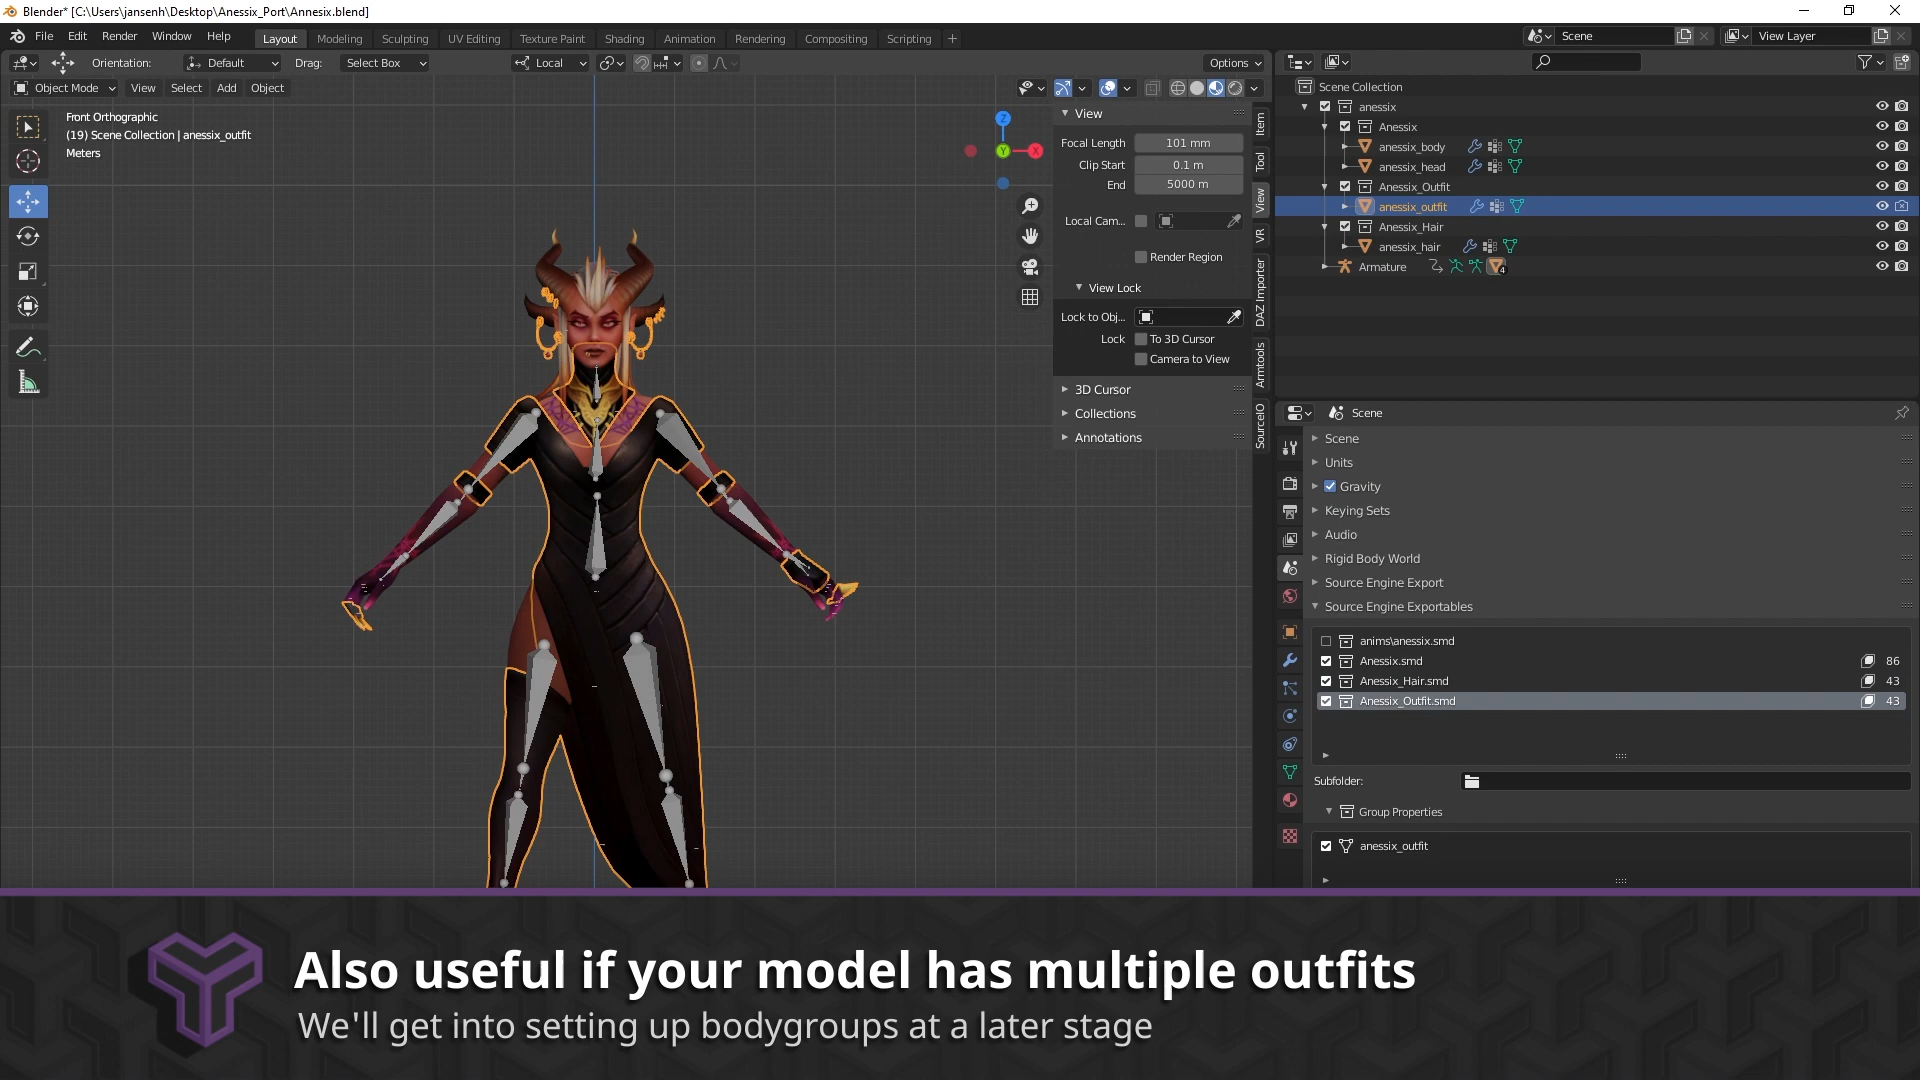 Blender* [C:\Users\jansenh\Desktop\Anessix_Port\Annesix.blend]
File Edit Render Window Help Layout Modeling Sculpting UV Editing Texture Paint Shading Animation Rendering Compositing Scripting + Scene View Layer
Orientation: Default Drag: Select Box Local Options
Object Mode View Select Add Object
Front Orthographic
(19) Scene Collection | anessix_outfit
Meters
Z
Y
X
View
Focal Length 101 mm
Clip Start 0.1 m
End 5000 m
Local Cam...
Render Region
View Lock
Lock to Obj...
Lock To 3D Cursor
Camera to View
3D Cursor
Collections
Annotations
Item
Tool
View
VR
DAZ Importer
Armtools
SourceIO
Scene Collection
anessix
Anessix
anessix_body
anessix_head
Anessix_Outfit
anessix_outfit
Anessix_Hair
anessix_hair
Armature 4
Scene
Scene
Units
Gravity
Keying Sets
Audio
Rigid Body World
Source Engine Export
Source Engine Exportables
anims\anessix.smd
Anessix.smd 86
Anessix_Hair.smd 43
Anessix_Outfit.smd 43
Subfolder:
Group Properties
anessix_outfit
Also useful if your model has multiple outfits
We'll get into setting up bodygroups at a later stage